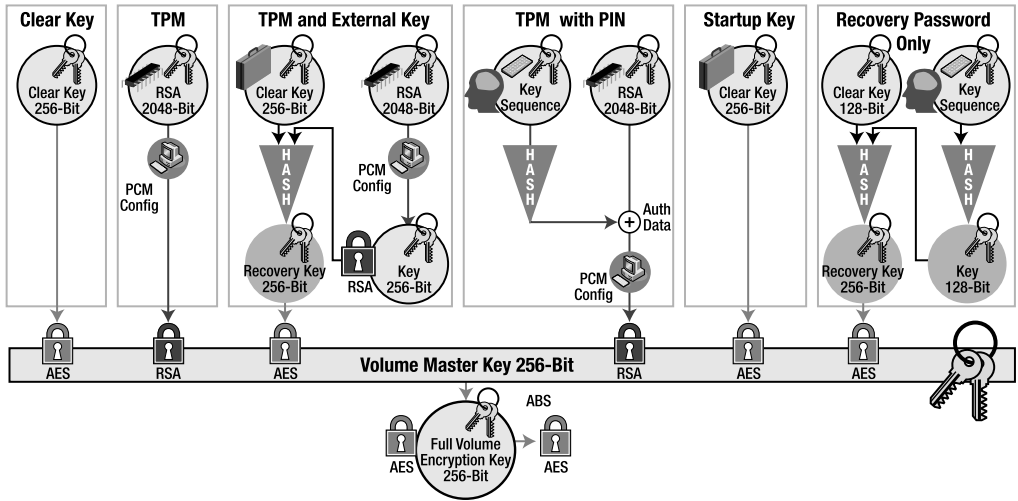 Clear Key
Clear Key
256-Bit
AES
TPM
RSA
2048-Bit
PCM
Config
RSA
TPM and External Key
Clear Key
256-Bit
HASH
Recovery Key
256-Bit
AES
RSA
2048-Bit
PCM
Config
RSA
Key
256-Bit
TPM with PIN
Key
Sequence
HASH
RSA
2048-Bit
+
Auth
Data
PCM
Config
RSA
Startup Key
Clear Key
256-Bit
AES
Recovery Password
Only
Clear Key
128-Bit
HASH
Recovery Key
256-Bit
AES
Key
Sequence
HASH
Key
128-Bit
Volume Master Key 256-Bit
AES
Full Volume
Encryption Key
256-Bit
ABS
AES